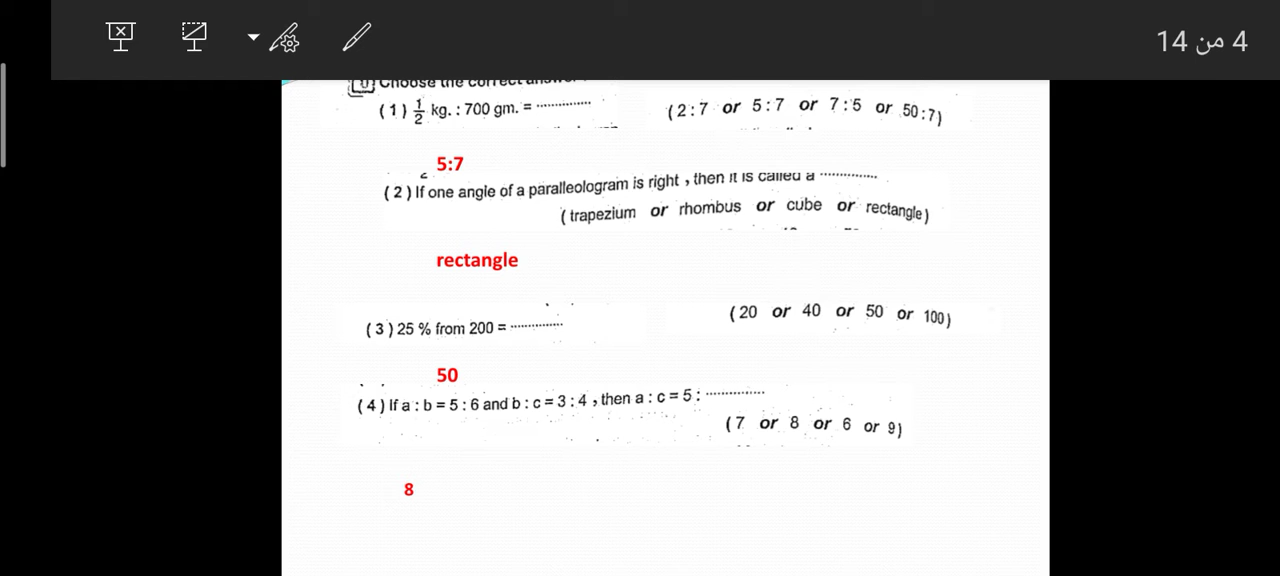 4 من 14
Choose the correct answer
(1) ½ kg. : 700 gm. = ............... (2:7 or 5:7 or 7:5 or 50:7)
5:7
(2) If one angle of a paralleologram is right , then it is called a ...............
(trapezium or rhombus or cube or rectangle)
rectangle
(3) 25 % from 200 = .............. (20 or 40 or 50 or 100)
50
(4) If a : b = 5 : 6 and b : c = 3 : 4 , then a : c = 5 : ...............
(7 or 8 or 6 or 9)
8